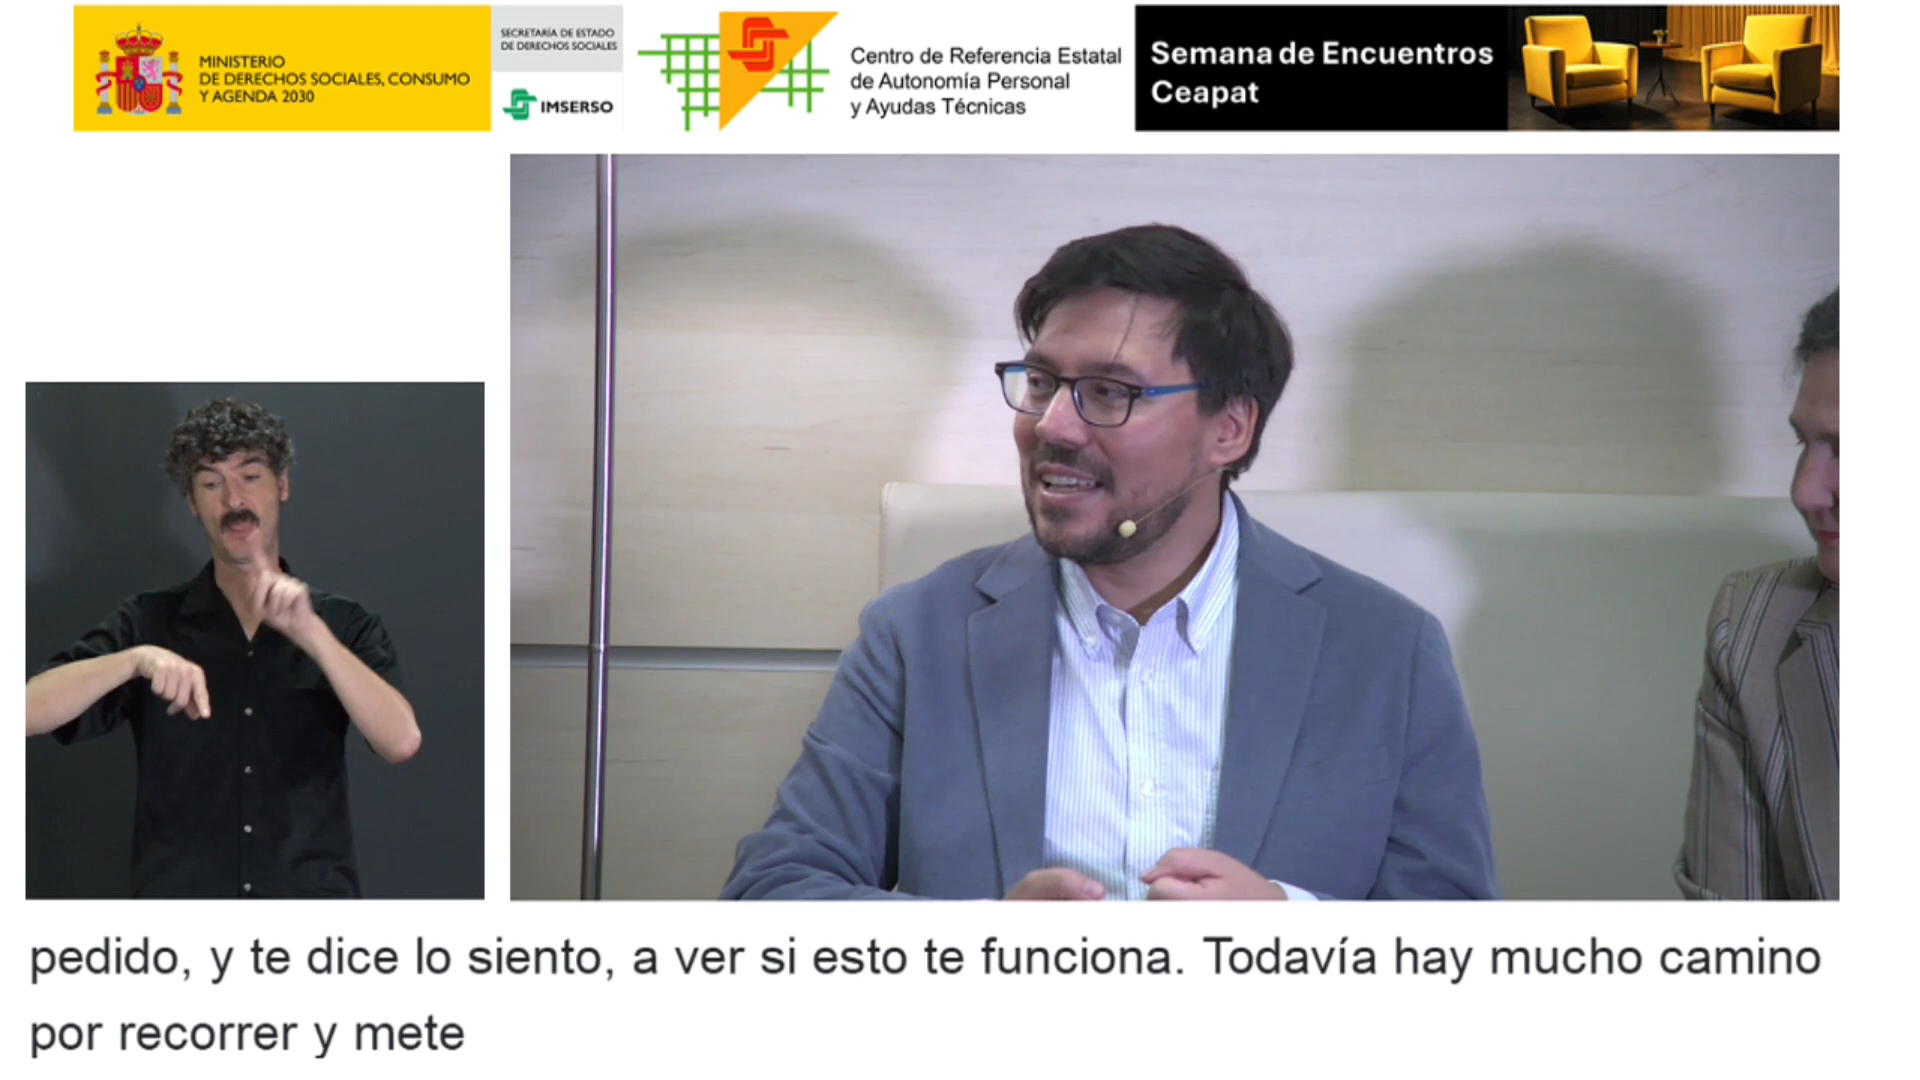 MINISTERIO
DE DERECHOS SOCIALES, CONSUMO
Y AGENDA 2030
SECRETARÍA DE ESTADO
DE DERECHOS SOCIALES
IMSERSO
Centro de Referencia Estatal
de Autonomía Personal
y Ayudas Técnicas
Semana de Encuentros
Ceapat
pedido, y te dice lo siento, a ver si esto te funciona. Todavía hay mucho camino
por recorrer y mete